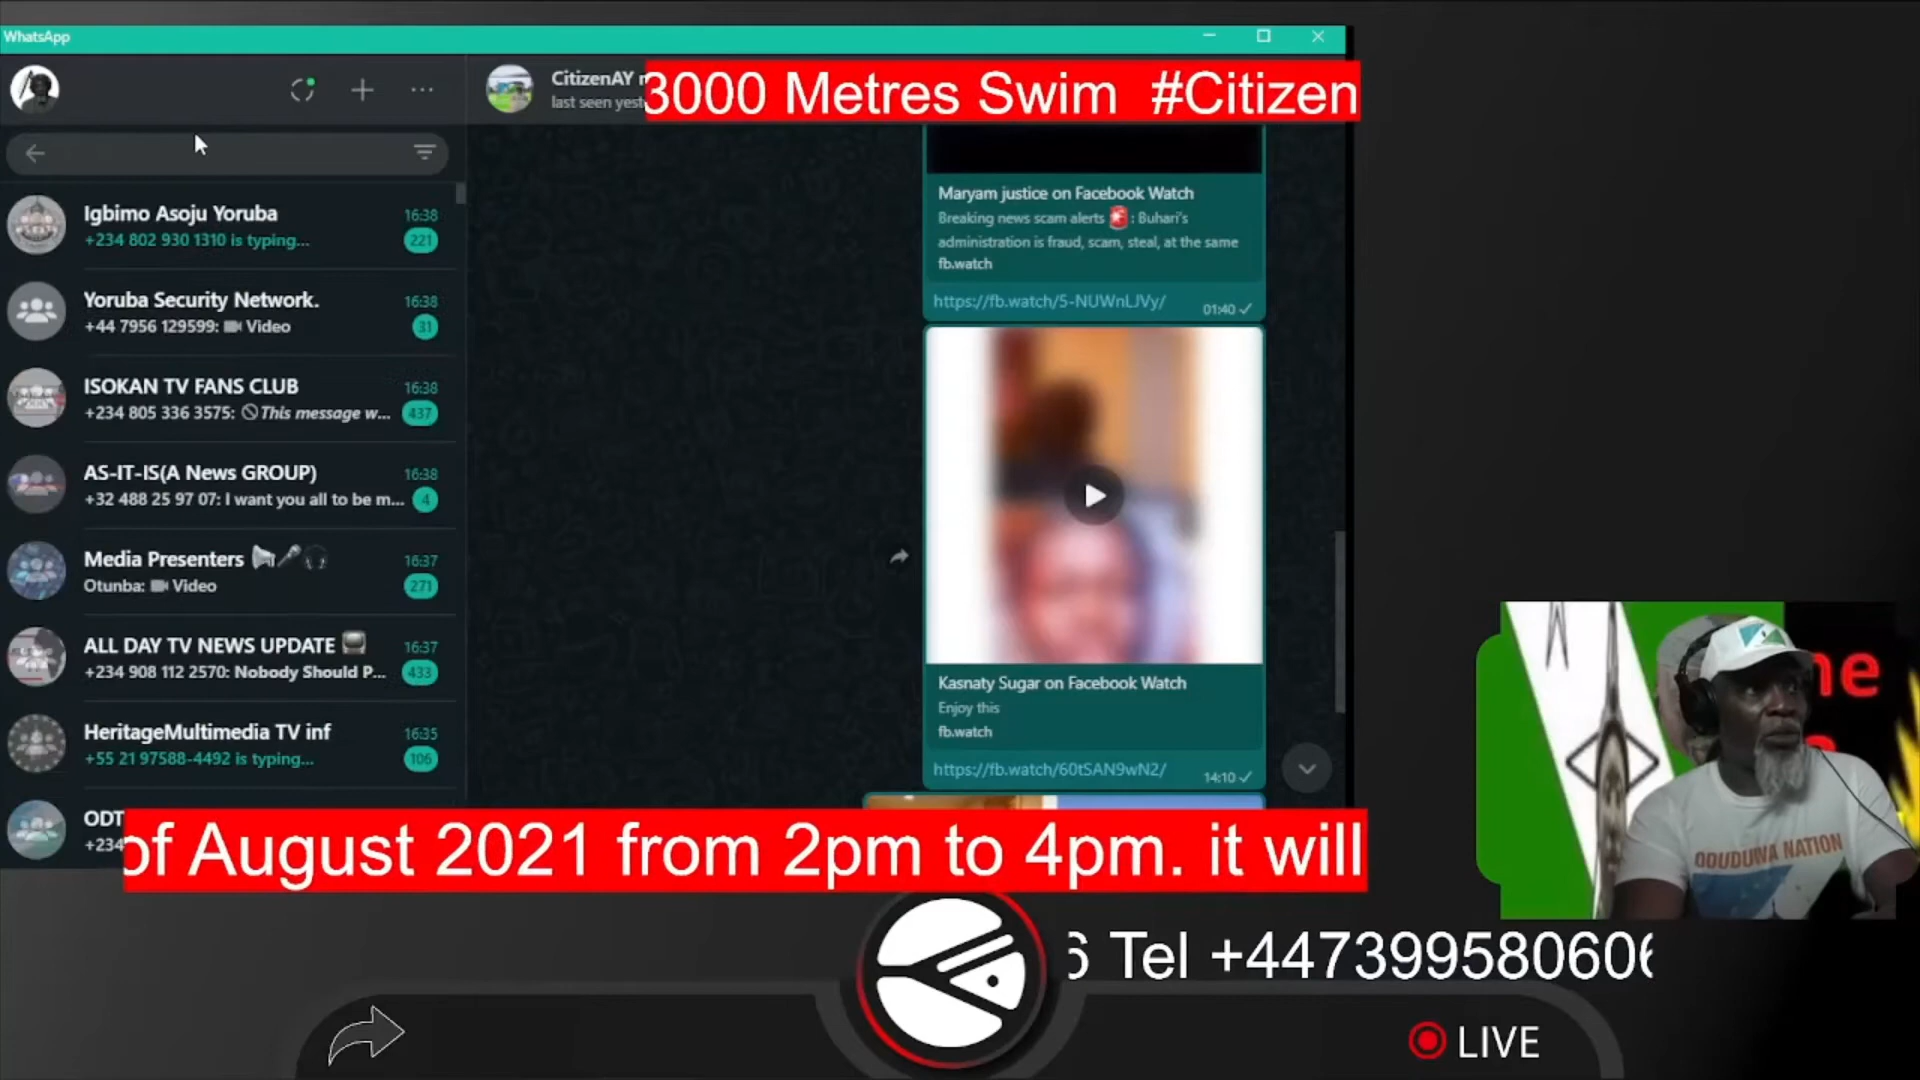 WhatsApp
CitizenAY
last seen yest
3000 Metres Swim #Citizen
Igbimo Asoju Yoruba
16:38
+234 802 930 1310 is typing...
221
Yoruba Security Network.
16:38
+44 7956 129599: Video
31
ISOKAN TV FANS CLUB
16:38
+234 805 336 3575: This message w...
437
AS-IT-IS(A News GROUP)
16:38
+32 488 25 97 07: I want you all to be m...
4
Media Presenters
16:37
Otunba: Video
271
ALL DAY TV NEWS UPDATE
16:37
+234 908 112 2570: Nobody Should P...
433
HeritageMultimedia TV inf
16:35
+55 21 97588-4492 is typing...
106
ODT
+234
Maryam justice on Facebook Watch
Breaking news scam alerts : Buhari's
administration is fraud, scam, steal, at the same
fb.watch
https://fb.watch/5-NUWnLJVy/
01:40
Kasnaty Sugar on Facebook Watch
Enjoy this
fb.watch
https://fb.watch/60tSAN9wN2/
14:10
of August 2021 from 2pm to 4pm. it will
ODUDUWA NATION
6 Tel +447399580606
LIVE